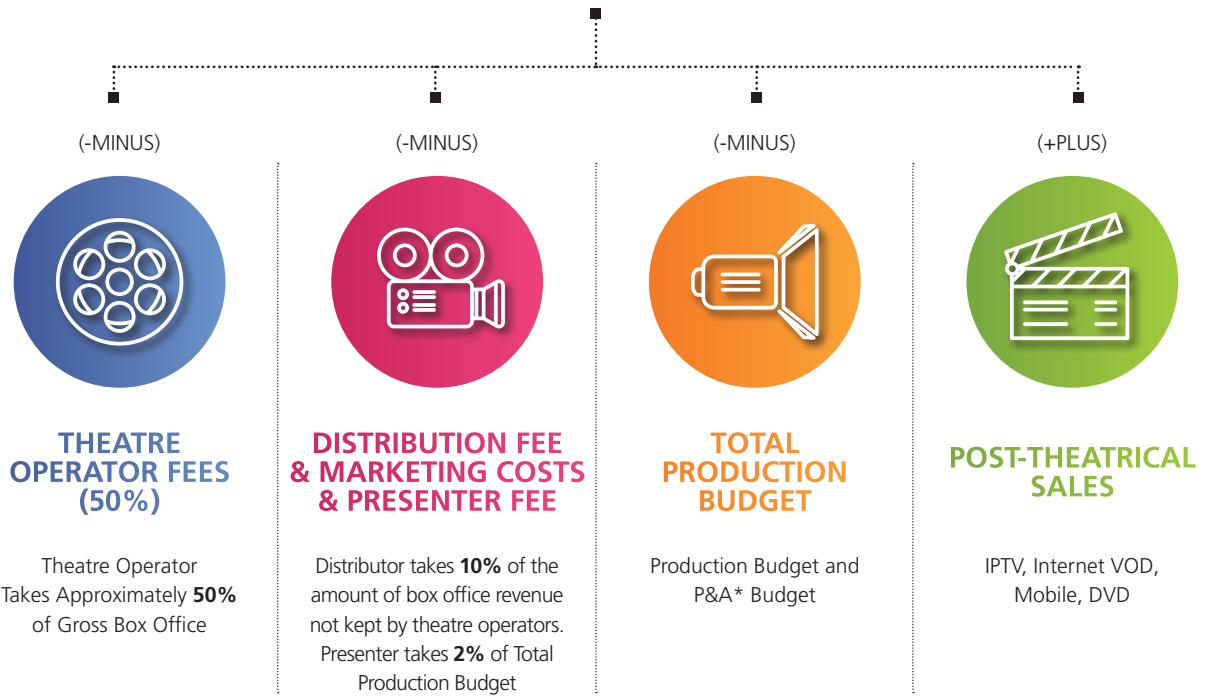 (-MINUS)
THEATRE
OPERATOR FEES
(50%)
Theatre Operator
Takes Approximately 50%
of Gross Box Office
(-MINUS)
DISTRIBUTION FEE
& MARKETING COSTS
& PRESENTER FEE
Distributor takes 10% of the
amount of box office revenue
not kept by theatre operators.
Presenter takes 2% of Total
Production Budget
(-MINUS)
TOTAL
PRODUCTION
BUDGET
Production Budget and
P&A* Budget
(+PLUS)
POST-THEATRICAL
SALES
IPTV, Internet VOD,
Mobile, DVD